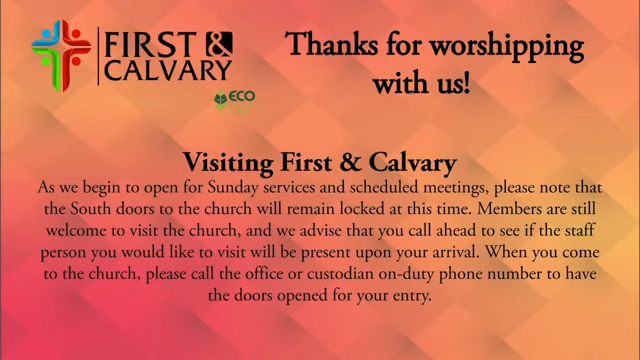 FIRST &
CALVARY
ECO
Thanks for worshipping
with us!
Visiting First & Calvary
As we begin to open for Sunday services and scheduled meetings, please note that
the South doors to the church will remain locked at this time. Members are still
welcome to visit the church, and we advise that you call ahead to see if the staff
person you would like to visit will be present upon your arrival. When you come
to the church, please call the office or custodian on-duty phone number to have
the doors opened for your entry.